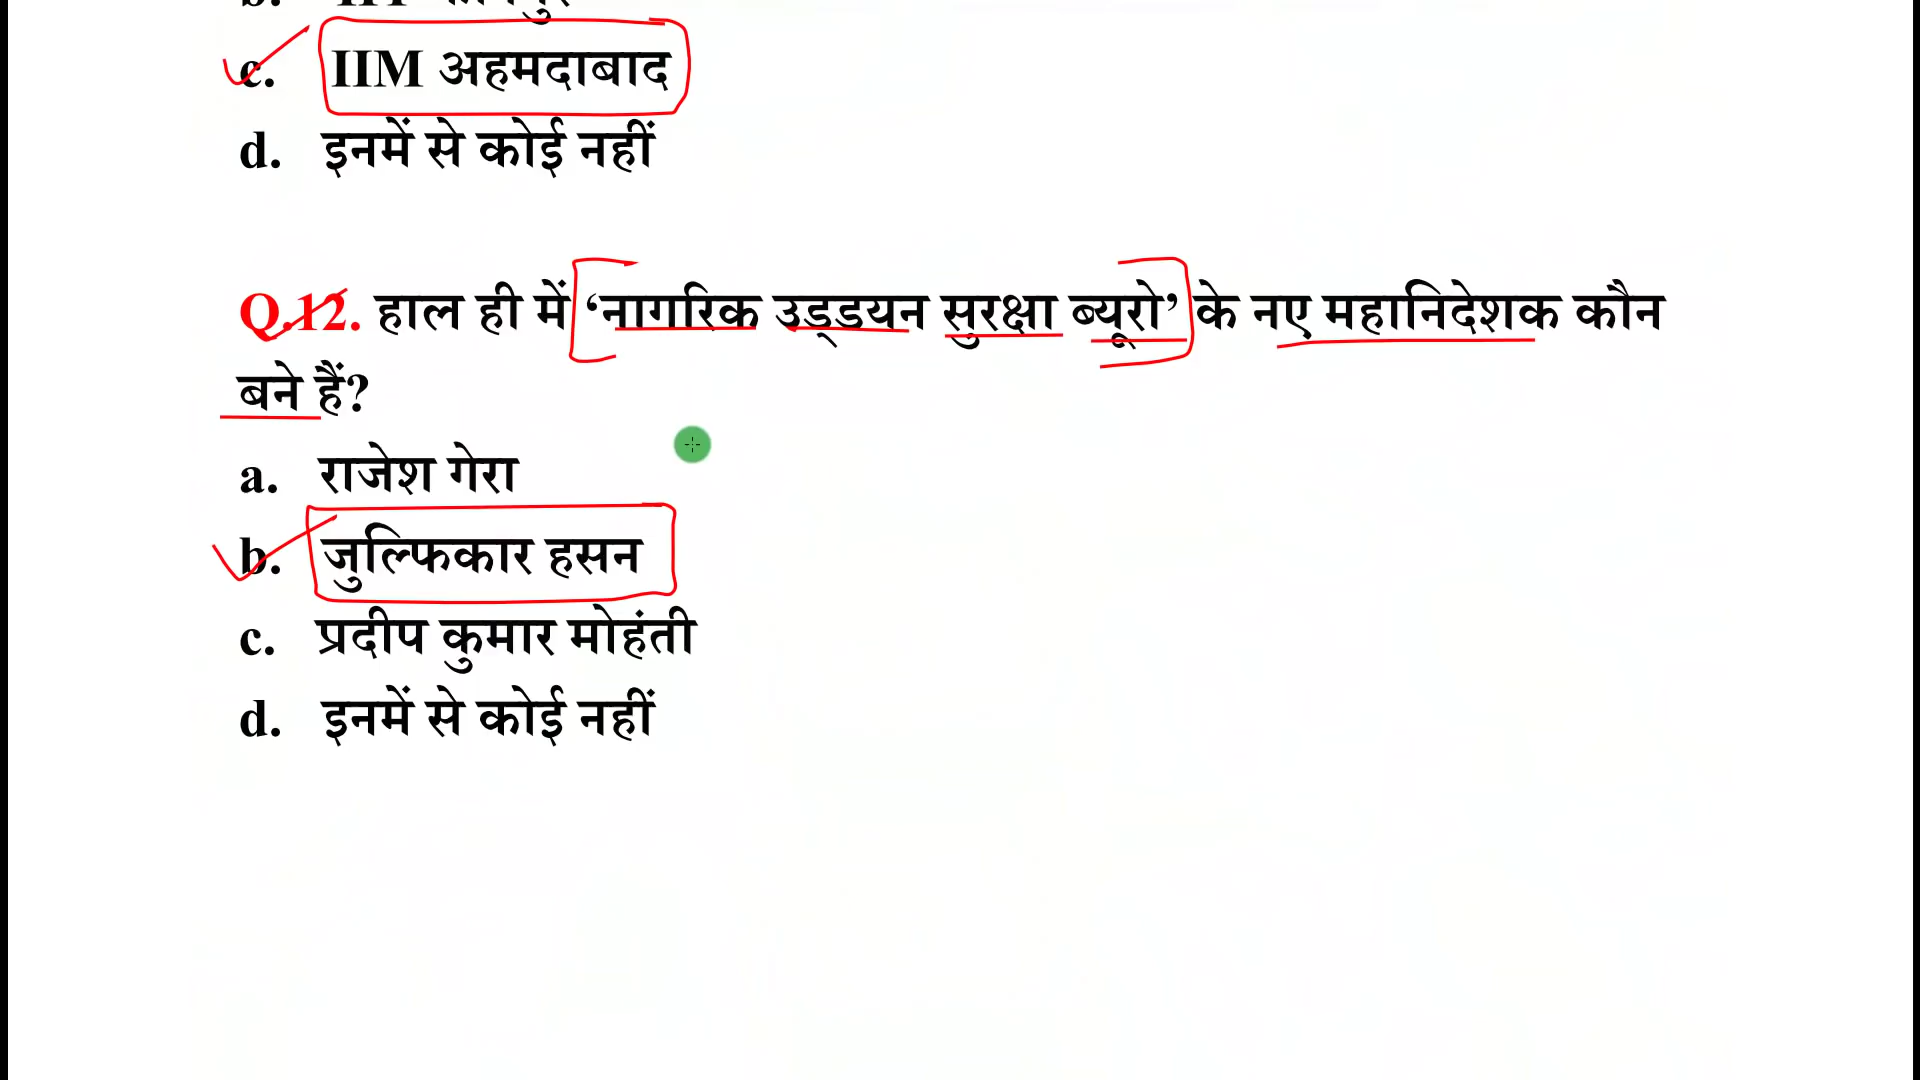 c. IIM अहमदाबाद
d. इनमें से कोई नहीं
Q.12. हाल ही में ‘नागरिक उड्डयन सुरक्षा ब्यूरो’ के नए महानिदेशक कौन
बने हैं?
a. राजेश गेरा
b. जुल्फिकार हसन
c. प्रदीप कुमार मोहंती
d. इनमें से कोई नहीं